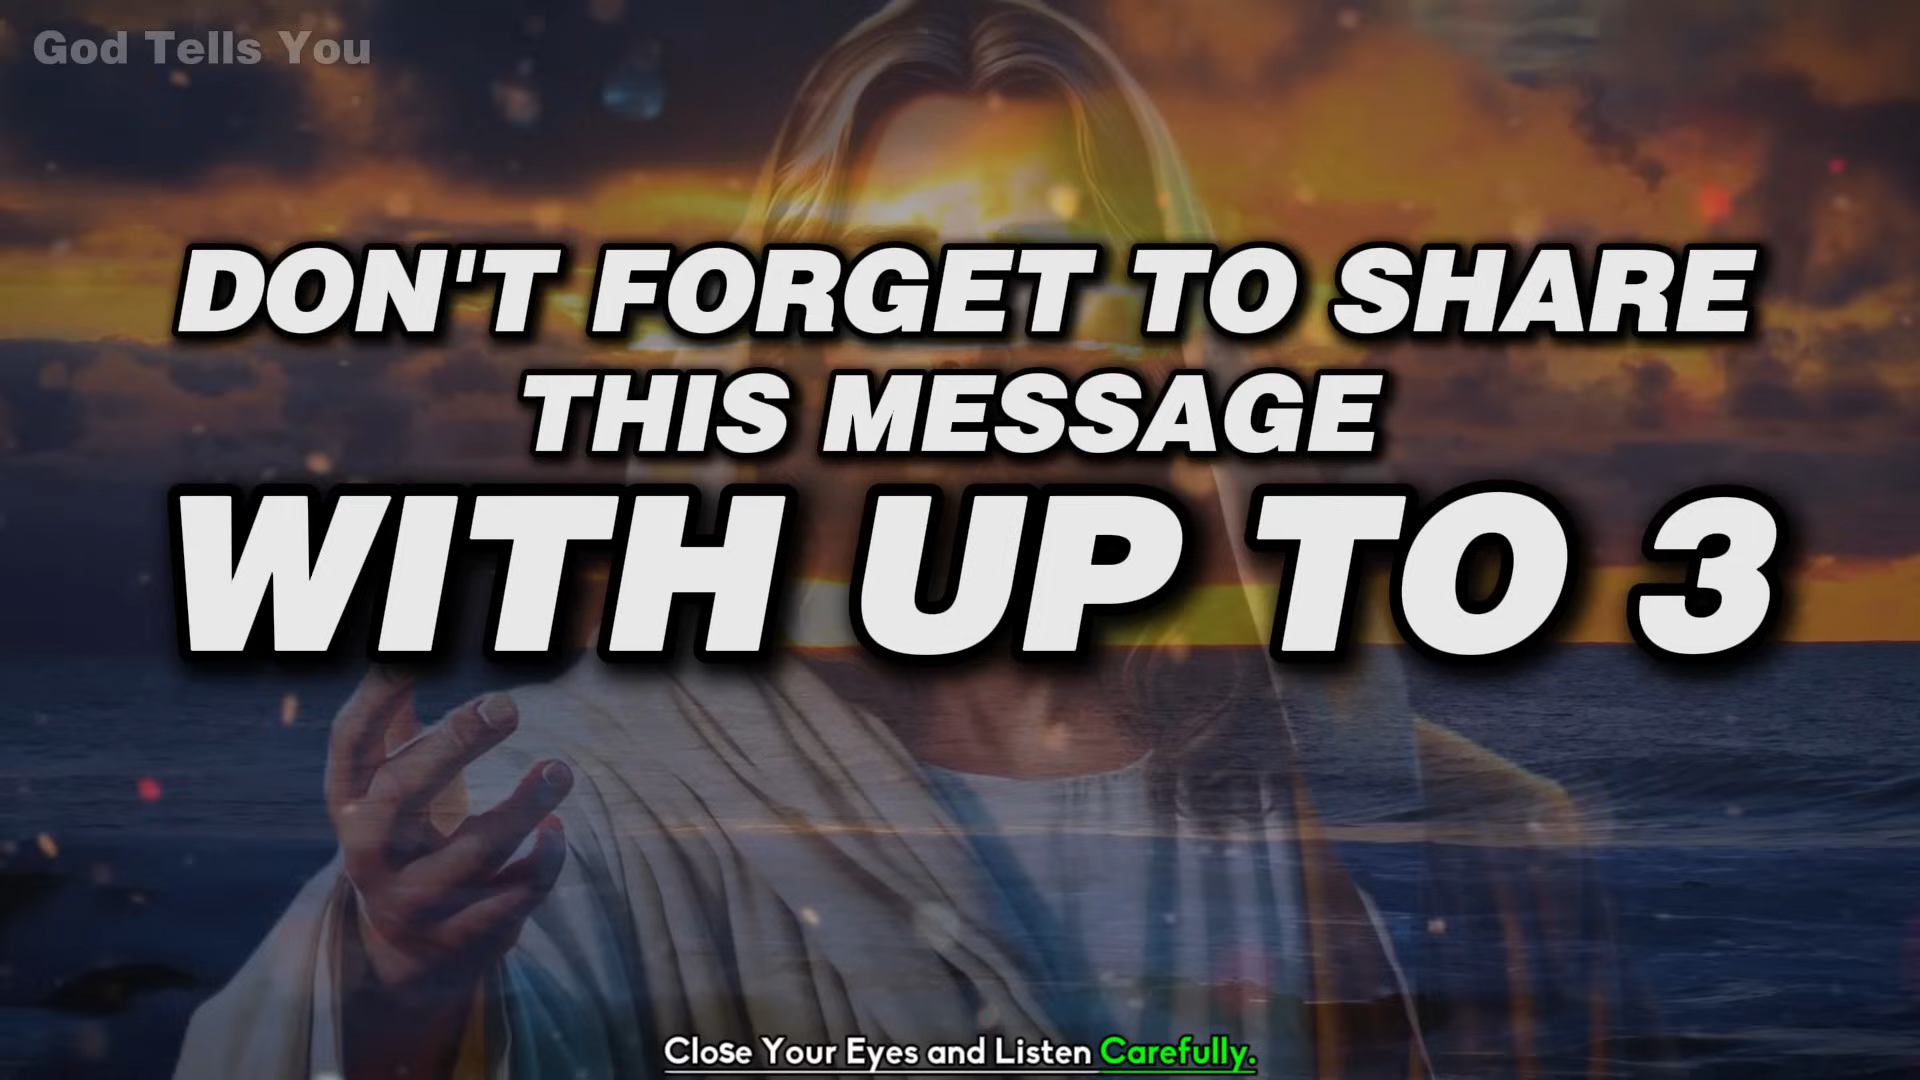 God Tells You
DON'T FORGET TO SHARE
THIS MESSAGE
WITH UP TO 3
Close Your Eyes and Listen Carefully.